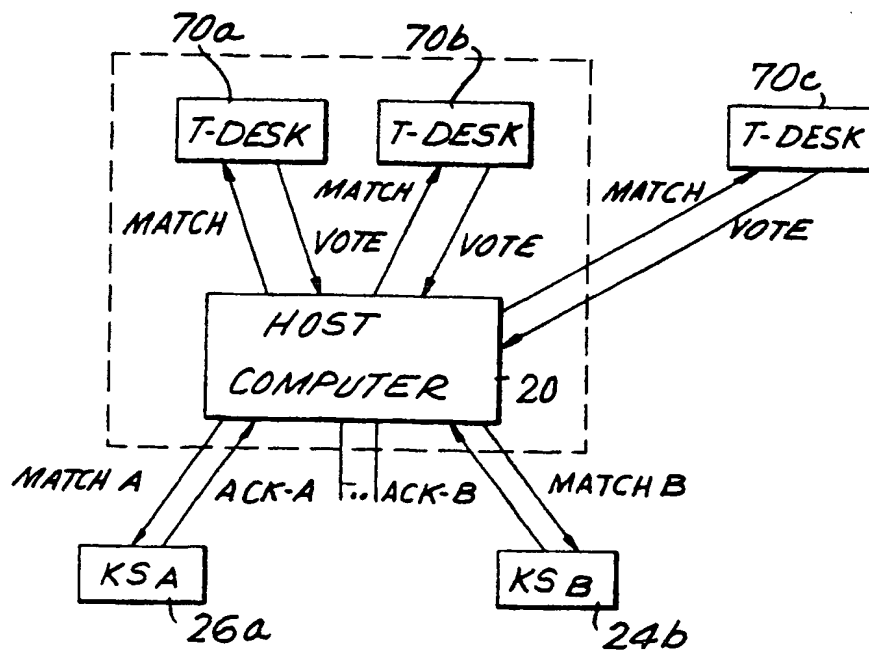 70a
70b
70c
T-DESK
T-DESK
T-DESK
MATCH
MATCH
MATCH
VOTE
VOTE
VOTE
HOST
COMPUTER
20
MATCH A
ACK-A
ACK-B
MATCH B
KS A
KS B
26a
24b